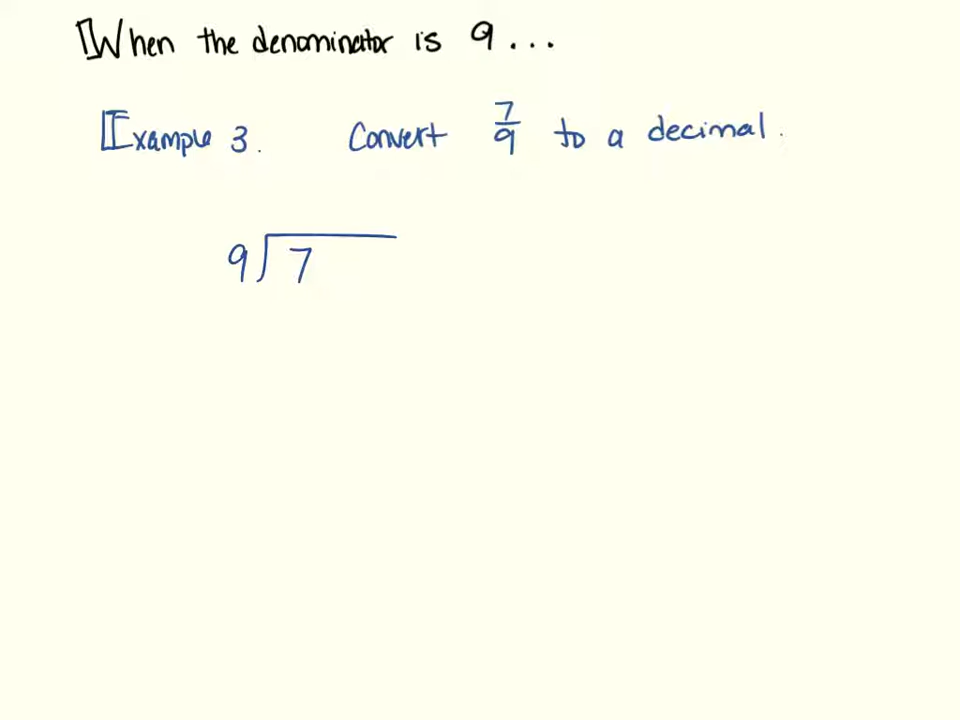 When the denominator is 9...
Example 3. Convert 7/9 to a decimal.
9 7